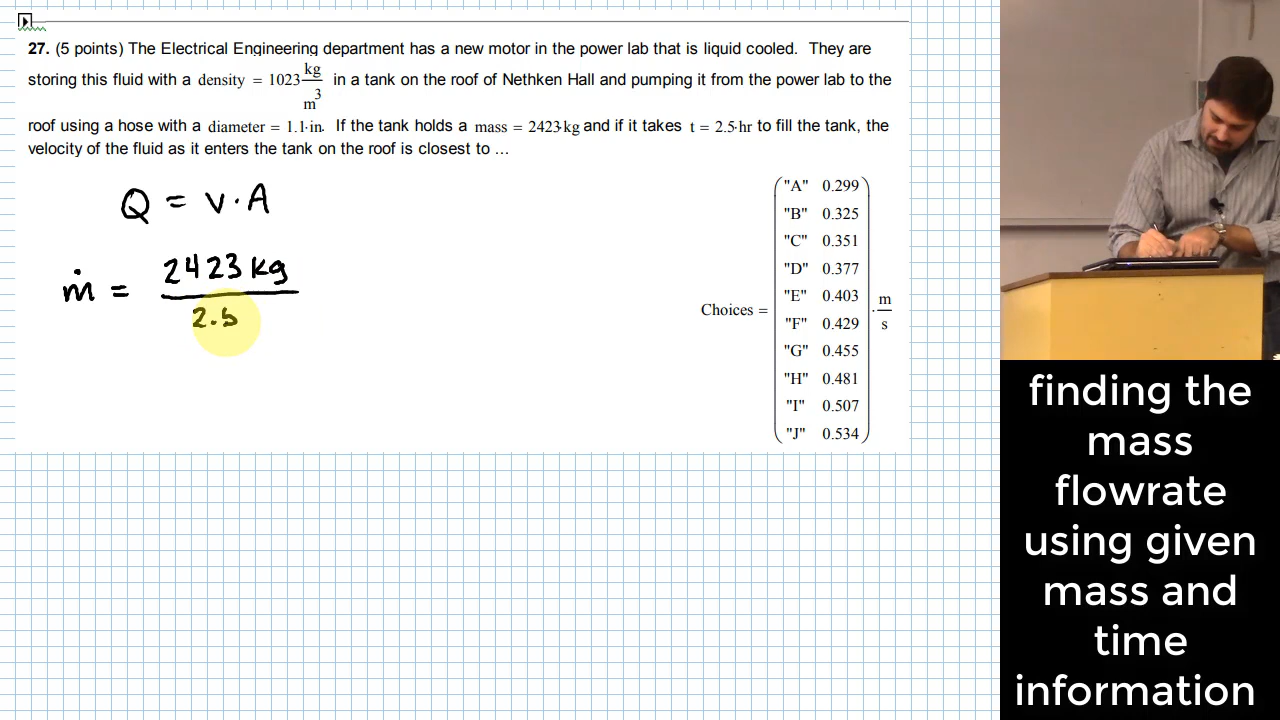 27. (5 points) The Electrical Engineering department has a new motor in the power lab that is liquid cooled. They are
storing this fluid with a density = 1023 kg/m^3 in a tank on the roof of Nethken Hall and pumping it from the power lab to the
roof using a hose with a diameter = 1.1·in. If the tank holds a mass = 2423·kg and if it takes t = 2.5·hr to fill the tank, the
velocity of the fluid as it enters the tank on the roof is closest to ...
Q = v·A
ṁ = 2423 kg
2.5
Choices =
"A" 0.299
"B" 0.325
"C" 0.351
"D" 0.377
"E" 0.403
"F" 0.429
"G" 0.455
"H" 0.481
"I" 0.507
"J" 0.534
· m/s
finding the
mass
flowrate
using given
mass and
time
information